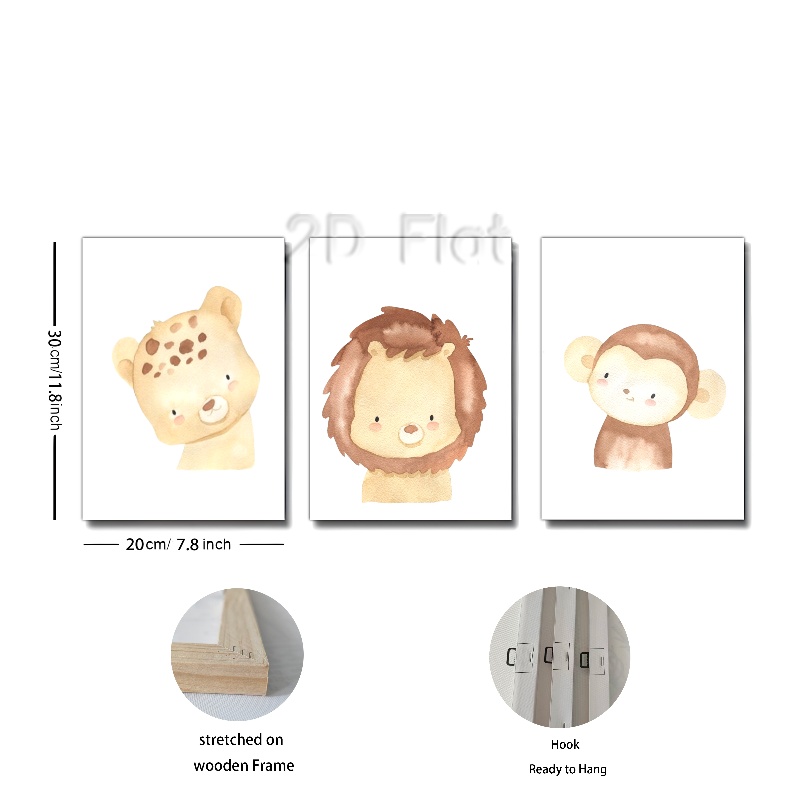 2D Flat
30cm/11.8inch
20cm/ 7.8 inch
stretched on
wooden Frame
Hook
Ready to Hang